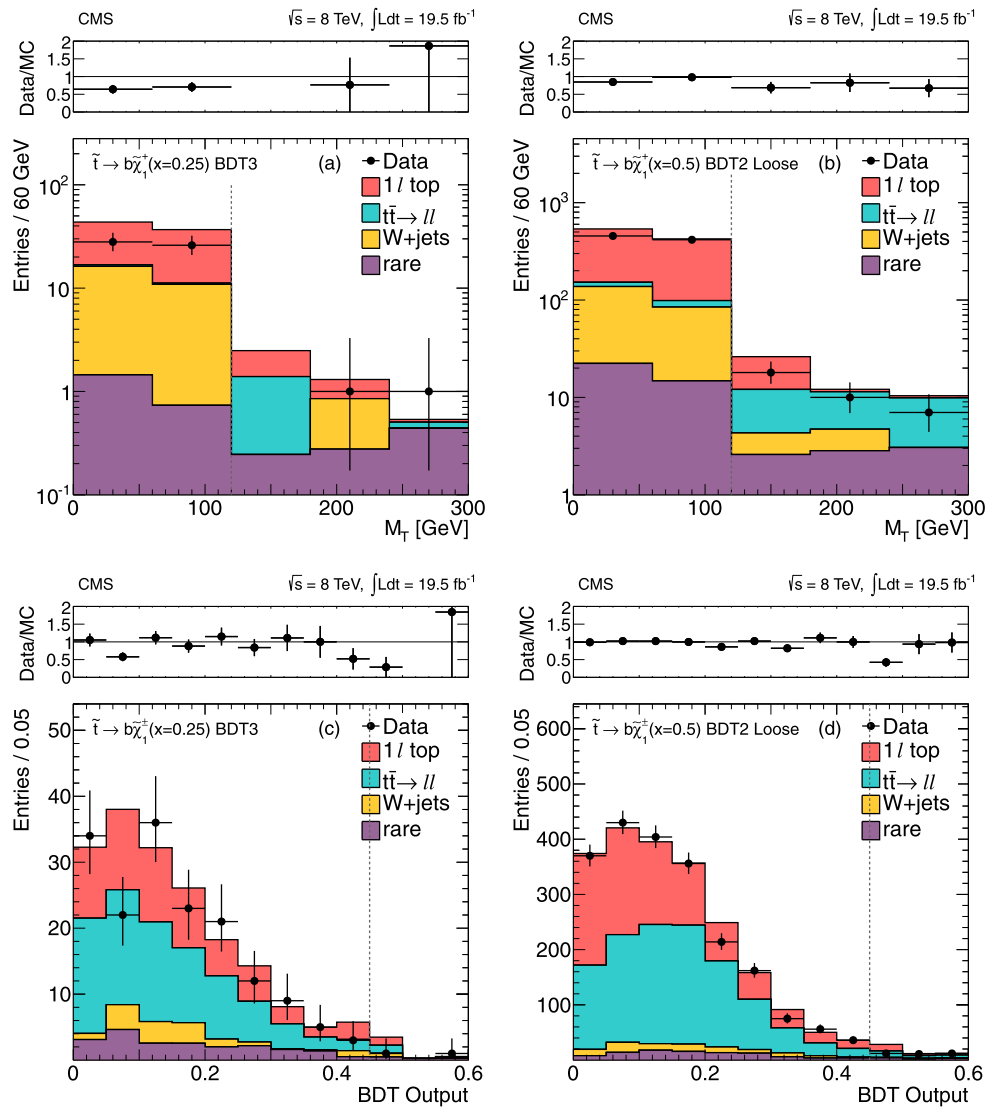 CMS √s = 8 TeV, ∫Ldt = 19.5 fb⁻¹
Data/MC
2
1.5
1
0.5
0
Entries / 60 GeV
t̃ → bχ̃₁⁺(x=0.25) BDT3 (a)
Data
1l top
tt̄ → ll
W+jets
rare
10²
10
1
10⁻¹
0 100 200 300
M_T [GeV]
CMS √s = 8 TeV, ∫Ldt = 19.5 fb⁻¹
Data/MC
2
1.5
1
0.5
0
Entries / 60 GeV
t̃ → bχ̃₁⁺(x=0.5) BDT2 Loose (b)
Data
1l top
tt̄ → ll
W+jets
rare
10³
10²
10
1
0 100 200 300
M_T [GeV]
CMS √s = 8 TeV, ∫Ldt = 19.5 fb⁻¹
Data/MC
2
1.5
1
0.5
0
Entries / 0.05
t̃ → bχ̃₁±(x=0.25) BDT3 (c)
Data
1l top
tt̄ → ll
W+jets
rare
50
40
30
20
10
0 0.2 0.4 0.6
BDT Output
CMS √s = 8 TeV, ∫Ldt = 19.5 fb⁻¹
Data/MC
2
1.5
1
0.5
0
Entries / 0.05
t̃ → bχ̃₁±(x=0.5) BDT2 Loose (d)
Data
1l top
tt̄ → ll
W+jets
rare
600
500
400
300
200
100
0 0.2 0.4 0.6
BDT Output